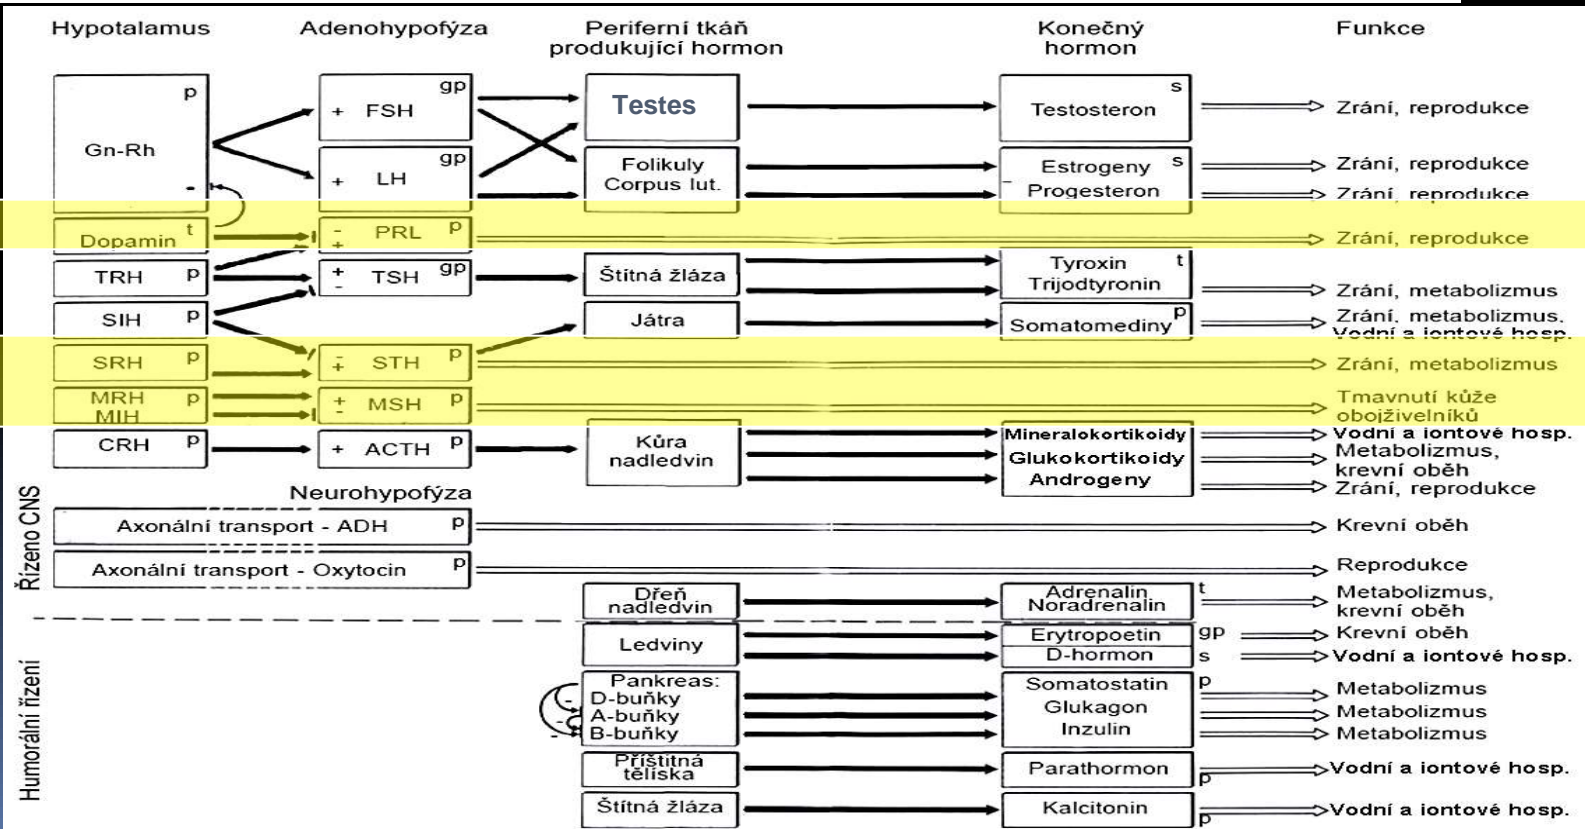 Hypotalamus
Adenohypofýza
Periferní tkáň
produkující hormon
Konečný
hormon
Funkce
p
Gn-Rh
-
gp
+ FSH
gp
+ LH
Testes
Folikuly
Corpus lut.
s
Testosteron
Estrogeny s
- Progesteron
Zrání, reprodukce
Zrání, reprodukce
Zrání, reprodukce
Dopamin t
- PRL p
+
Zrání, reprodukce
TRH p
+ TSH gp
-
Štítná žláza
Tyroxin t
Trijodtyronin
Zrání, metabolizmus
SIH p
Játra
Somatomediny p
Zrání, metabolizmus.
Vodní a iontové hosp.
SRH p
- STH p
+
Zrání, metabolizmus
MRH p
MIH
+ MSH p
-
Tmavnutí kůže
obojživelníků
CRH p
+ ACTH p
Kůra
nadledvin
Mineralokortikoidy
Glukokortikoidy
Androgeny
Vodní a iontové hosp.
Metabolizmus,
krevní oběh
Zrání, reprodukce
Řízeno CNS
Neurohypofýza
Axonální transport - ADH p
Krevní oběh
Axonální transport - Oxytocin p
Reprodukce
Dřeň
nadledvin
Adrenalin t
Noradrenalin
Metabolizmus,
krevní oběh
Humorální řízení
Ledviny
Erytropoetin gp
D-hormon s
Krevní oběh
Vodní a iontové hosp.
Pankreas:
- D-buňky
- A-buňky
- B-buňky
Somatostatin p
Glukagon
Inzulin
Metabolizmus
Metabolizmus
Metabolizmus
Příštitná
tělíska
Parathormon p
Vodní a iontové hosp.
Štítná žláza
Kalcitonin p
Vodní a iontové hosp.